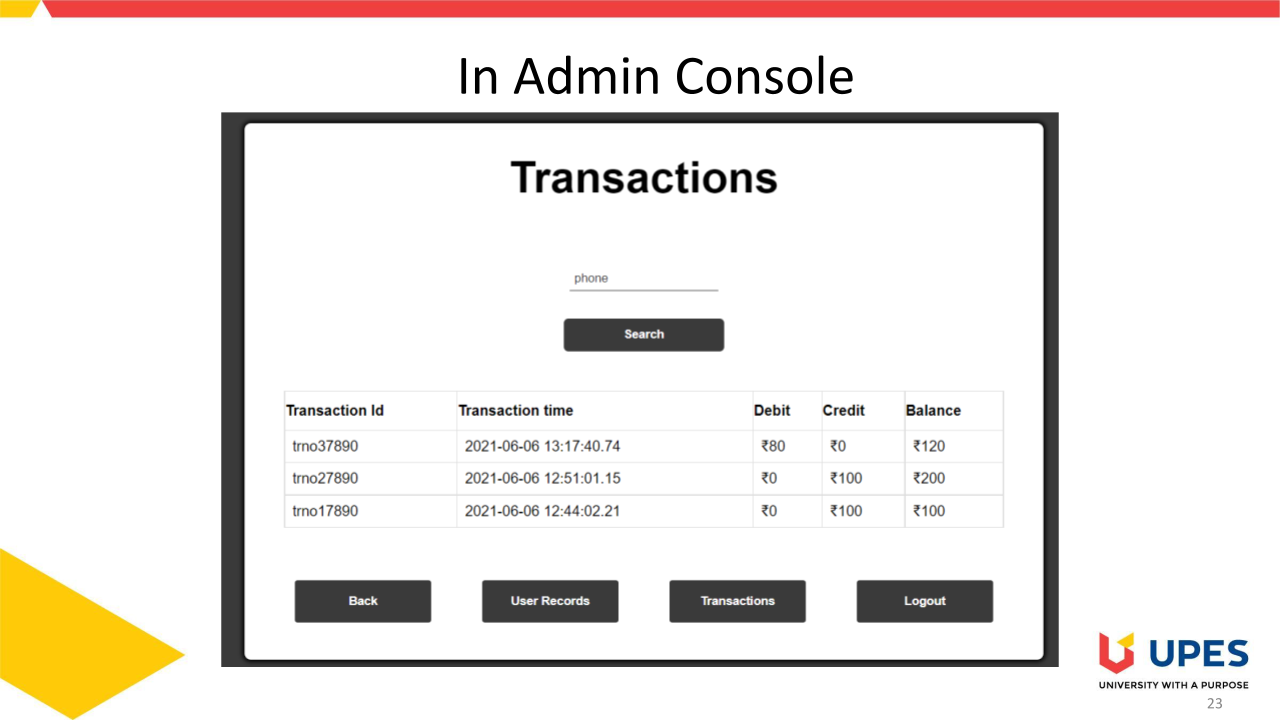 In Admin Console
Transactions
phone
Search
Transaction Id Transaction time Debit Credit Balance
trno37890 2021-06-06 13:17:40.74 ₹80 ₹0 ₹120
trno27890 2021-06-06 12:51:01.15 ₹0 ₹100 ₹200
trno17890 2021-06-06 12:44:02.21 ₹0 ₹100 ₹100
Back User Records Transactions Logout
UPES
UNIVERSITY WITH A PURPOSE
23